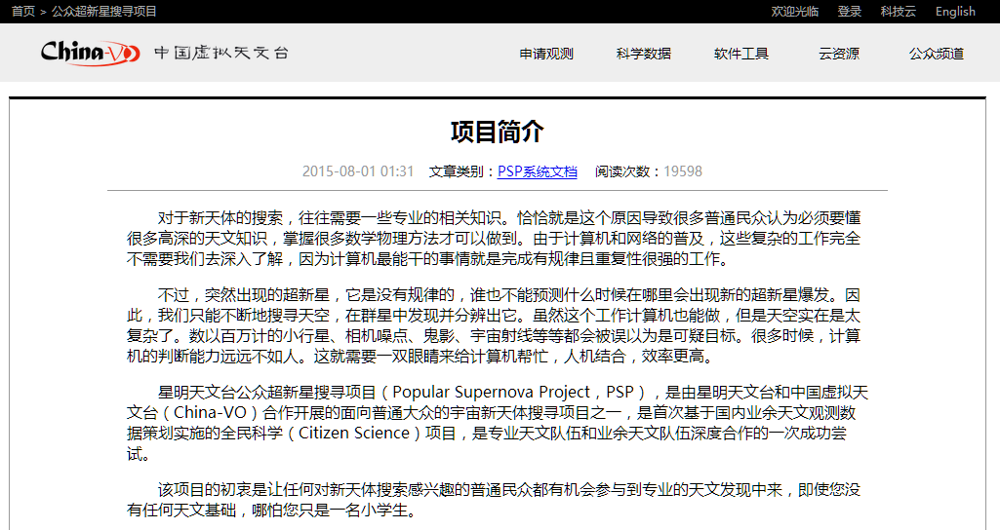 首页 > 公众超新星搜寻项目 欢迎光临 登录 科技云 English
China-VO 中国虚拟天文台 申请观测 科学数据 软件工具 云资源 公众频道
项目简介
2015-08-01 01:31 文章类别：PSP系统文档 阅读次数：19598
对于新天体的搜索，往往需要一些专业的相关知识。恰恰就是这个原因导致很多普通民众认为必须要懂
很多高深的天文知识，掌握很多数学物理方法才可以做到。由于计算机和网络的普及，这些复杂的工作完全
不需要我们去深入了解，因为计算机最能干的事情就是完成有规律且重复性很强的工作。
不过，突然出现的超新星，它是没有规律的，谁也不能预测什么时候在哪里会出现新的超新星爆发。因
此，我们只能不断地搜寻天空，在群星中发现并分辨出它。虽然这个工作计算机也能做，但是天空实在是太
复杂了。数以百万计的小行星、相机噪点、鬼影、宇宙射线等等都会被误以为是可疑目标。很多时候，计算
机的判断能力远远不如人。这就需要一双眼睛来给计算机帮忙，人机结合，效率更高。
星明天文台公众超新星搜寻项目（Popular Supernova Project，PSP），是由星明天文台和中国虚拟天
文台（China-VO）合作开展的面向普通大众的宇宙新天体搜寻项目之一，是首次基于国内业余天文观测数
据策划实施的全民科学（Citizen Science）项目，是专业天文队伍和业余天文队伍深度合作的一次成功尝
试。
该项目的初衷是让任何对新天体搜索感兴趣的普通民众都有机会参与到专业的天文发现中来，即使您没
有任何天文基础，哪怕您只是一名小学生。